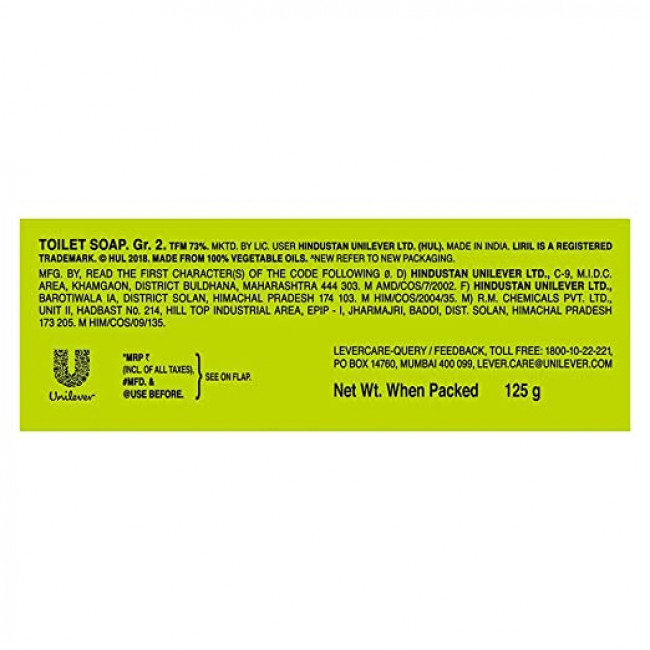 TOILET SOAP. Gr. 2. TFM 73%. MKTD. BY LIC. USER HINDUSTAN UNILEVER LTD. (HUL). MADE IN INDIA. LIRIL IS A REGISTERED
TRADEMARK. © HUL 2018. MADE FROM 100% VEGETABLE OILS. ^NEW REFER TO NEW PACKAGING.
MFG. BY, READ THE FIRST CHARACTER(S) OF THE CODE FOLLOWING Ø. D) HINDUSTAN UNILEVER LTD., C-9, M.I.D.C.
AREA, KHAMGAON, DISTRICT BULDHANA, MAHARASHTRA 444 303. M AMD/COS/7/2002. F) HINDUSTAN UNILEVER LTD.,
BAROTIWALA IA, DISTRICT SOLAN, HIMACHAL PRADESH 174 103. M HIM/COS/2004/35. M) R.M. CHEMICALS PVT. LTD.,
UNIT II, HADBAST No. 214, HILL TOP INDUSTRIAL AREA, EPIP - I, JHARMAJRI, BADDI, DIST. SOLAN, HIMACHAL PRADESH
173 205. M HIM/COS/09/135.
Unilever
*MRP ₹
(INCL. OF ALL TAXES),
#MFD. &
@USE BEFORE.
SEE ON FLAP.
LEVERCARE-QUERY / FEEDBACK, TOLL FREE: 1800-10-22-221,
PO BOX 14760, MUMBAI 400 099, LEVER.CARE@UNILEVER.COM
Net Wt. When Packed 125 g